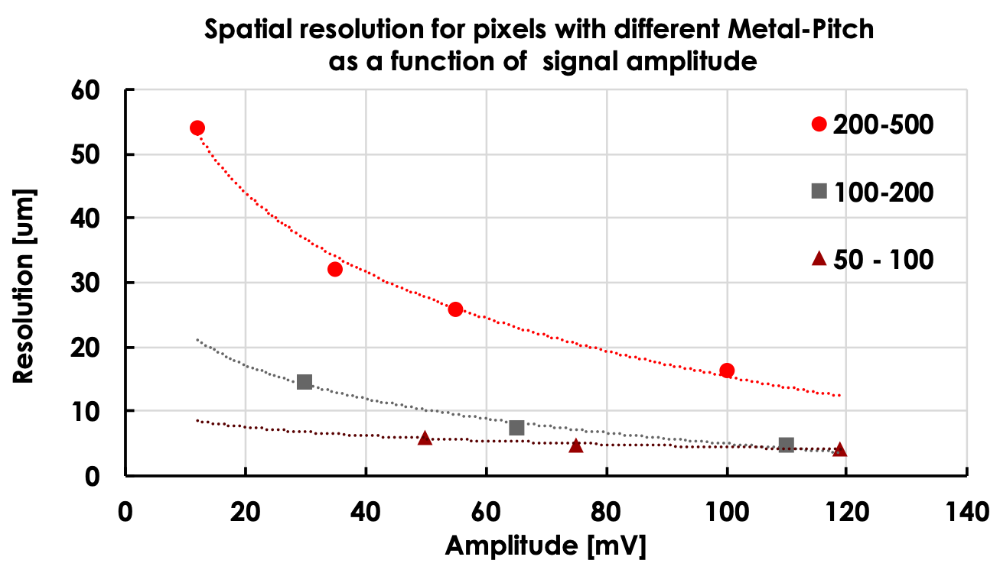 Spatial resolution for pixels with different Metal-Pitch
as a function of  signal amplitude
60
50
40
30
20
10
0
Resolution [um]
200-500
100-200
50 - 100
0 20 40 60 80 100 120 140
Amplitude [mV]